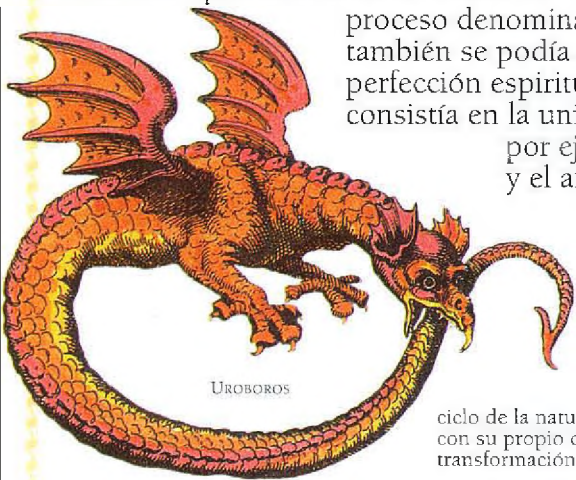 proceso denomina
también se podía
perfección espiritu
consistía en la uni
por ej
y el a
UROBOROS
ciclo de la natu
con su propio c
transformación